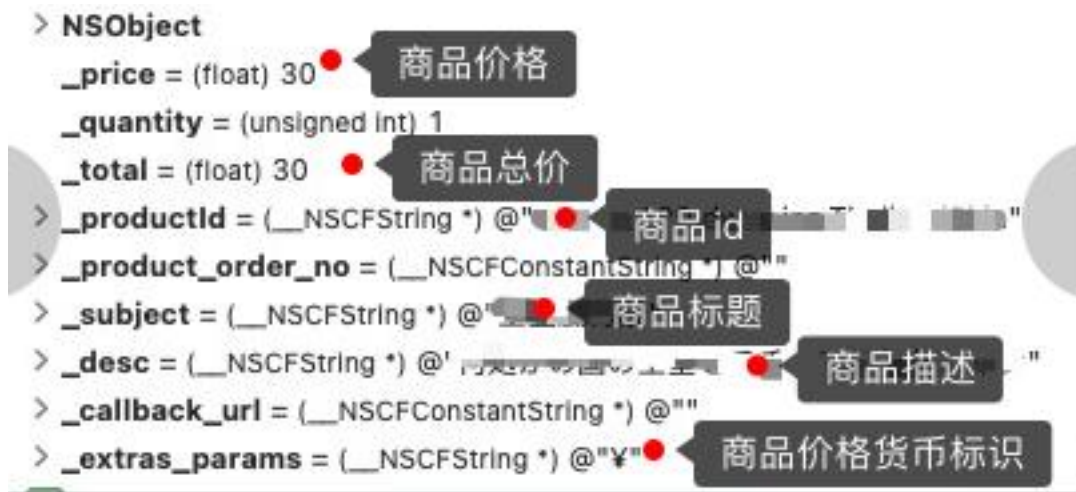 NSObject
_price = (float) 30 商品价格
_quantity = (unsigned int) 1
_total = (float) 30 商品总价
_productId = (__NSCFString *) @" 商品id "
_product_order_no = (__NSCFConstantString *) @""
_subject = (__NSCFString *) @" 商品标题
_desc = (__NSCFString *) @' 商品描述 "
_callback_url = (__NSCFConstantString *) @""
_extras_params = (__NSCFString *) @"¥" 商品价格货币标识